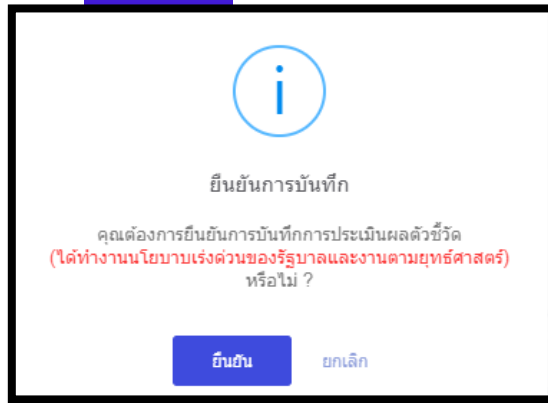 ยืนยันการบันทึก
คุณต้องการยืนยันการบันทึกการประเมินผลตัวชี้วัด
(ได้ทำงานนโยบาบเร่งด่วนของรัฐบาลและงานตามยุทธ์ศาสตร์)
หรือไม่ ?
ยืนยัน ยกเลิก